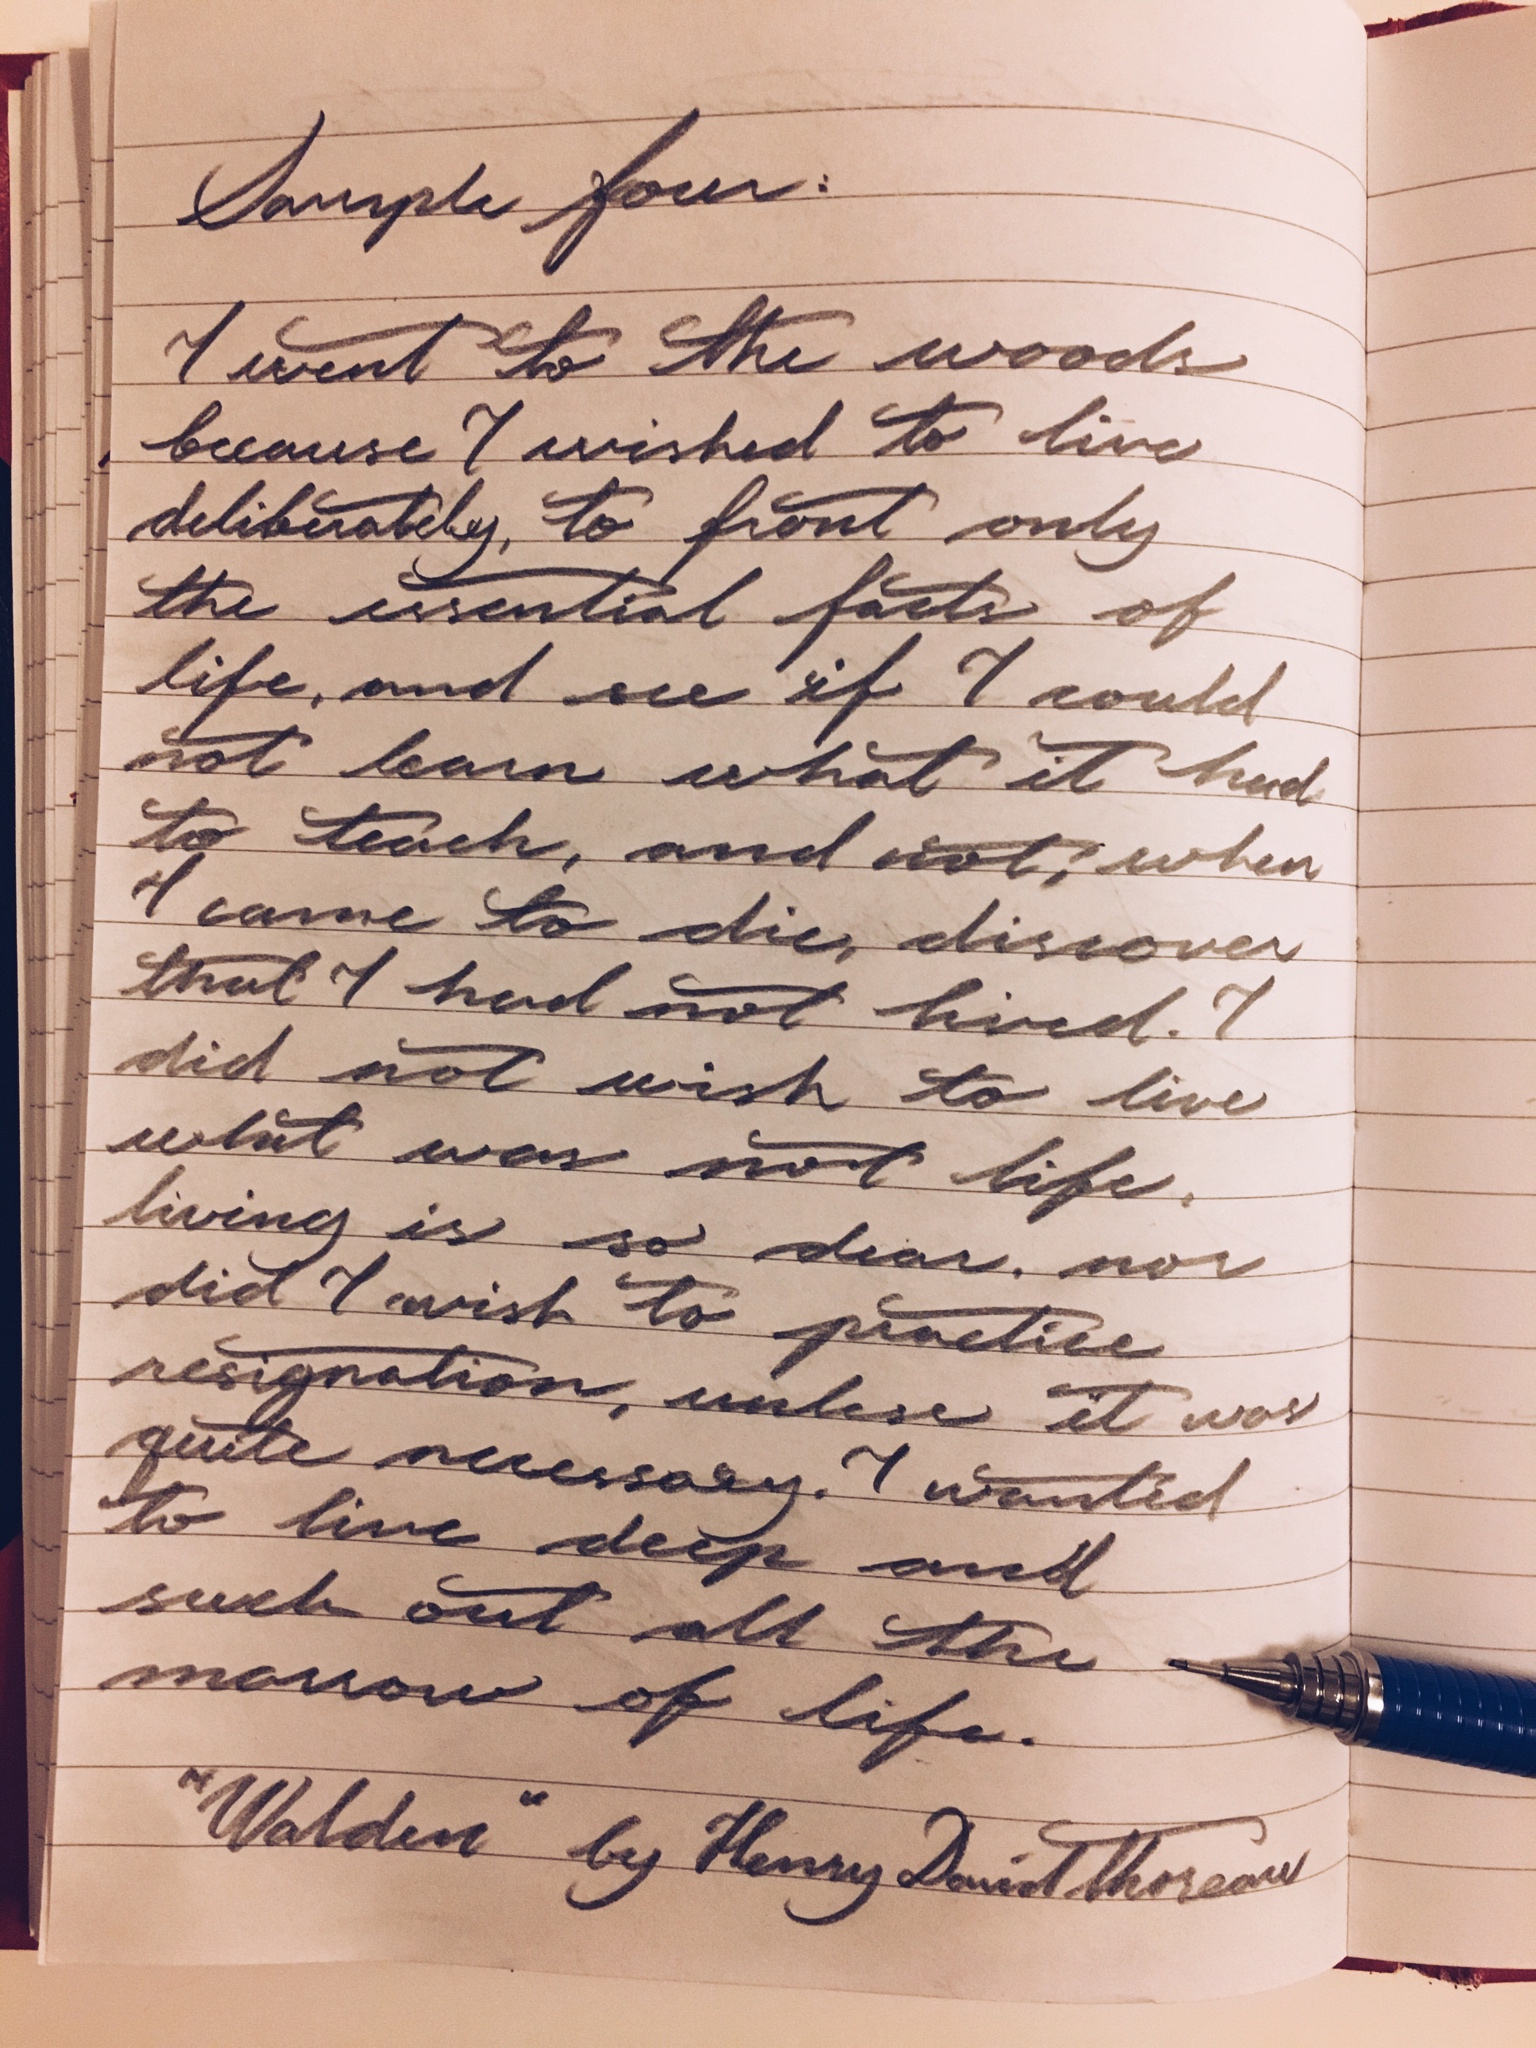 Sample four:
I went to the woods
because I wished to live
deliberately, to front only
the essential facts of
life, and see if I could
not learn what it had
to teach, and not, when
I came to die, discover
that I had not lived. I
did not wish to live
what was not life,
living is so dear. nor
did I wish to practice
resignation, unless it was
quite necessary. I wanted
to live deep and
suck out all the
marrow of life.
"Walden" by Henry David Thoreau